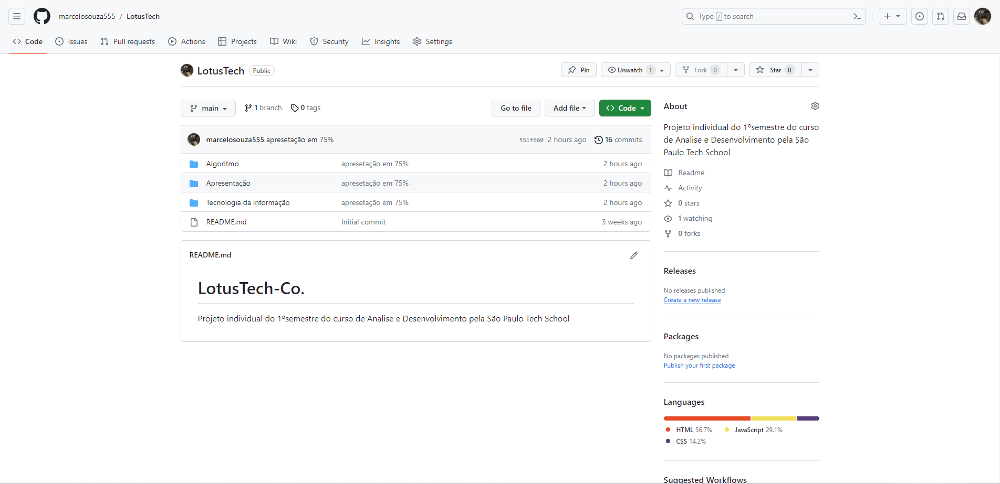 marcelosouza555 / LotusTech
Type / to search
Code Issues Pull requests Actions Projects Wiki Security Insights Settings
LotusTech Public
Pin Unwatch 1 Fork 0 Star 0
main 1 branch 0 tags Go to file Add file Code
marcelosouza555 apresetação em 75% 551f660 2 hours ago 16 commits
Algoritmo apresetação em 75% 2 hours ago
Apresentação apresetação em 75% 2 hours ago
Tecnologia da informação apresetação em 75% 2 hours ago
README.md Initial commit 3 weeks ago
README.md
LotusTech-Co.
Projeto individual do 1ºsemestre do curso de Analise e Desenvolvimento pela São Paulo Tech School
About
Projeto individual do 1ºsemestre do curso
de Analise e Desenvolvimento pela São
Paulo Tech School
Readme
Activity
0 stars
1 watching
0 forks
Releases
No releases published
Create a new release
Packages
No packages published
Publish your first package
Languages
HTML 56.7% JavaScript 29.1%
CSS 14.2%
Suggested Workflows